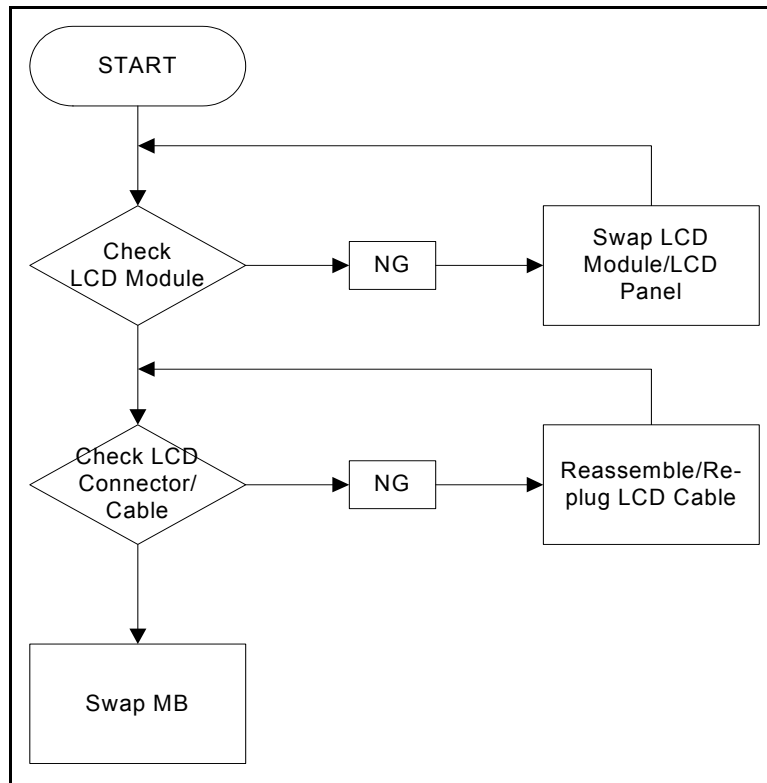 START
Check
LCD Module
NG
Swap LCD
Module/LCD
Panel
Check LCD
Connector/
Cable
NG
Reassemble/Re-
plug LCD Cable
Swap MB